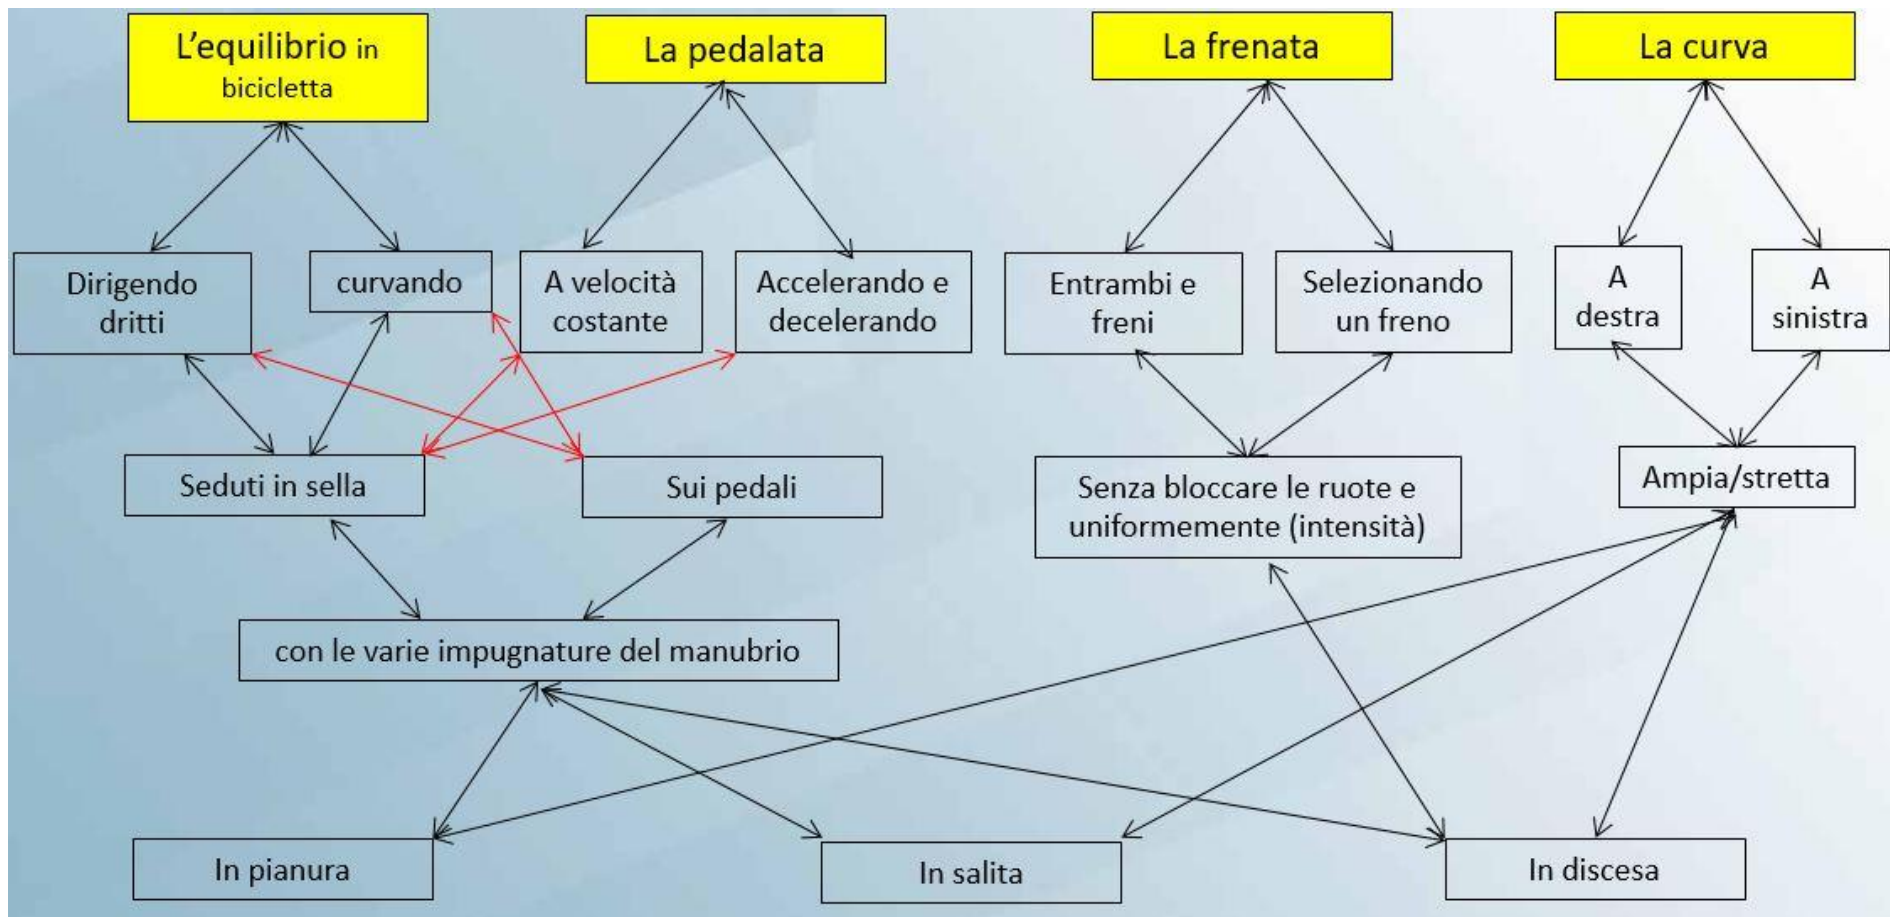 L'equilibrio in
bicicletta
La pedalata
La frenata
La curva
Dirigendo
dritti
curvando
A velocità
costante
Accelerando e
decelerando
Entrambi e
freni
Selezionando
un freno
A
destra
A
sinistra
Seduti in sella
Sui pedali
Senza bloccare le ruote e
uniformemente (intensità)
Ampia/stretta
con le varie impugnature del manubrio
In pianura
In salita
In discesa